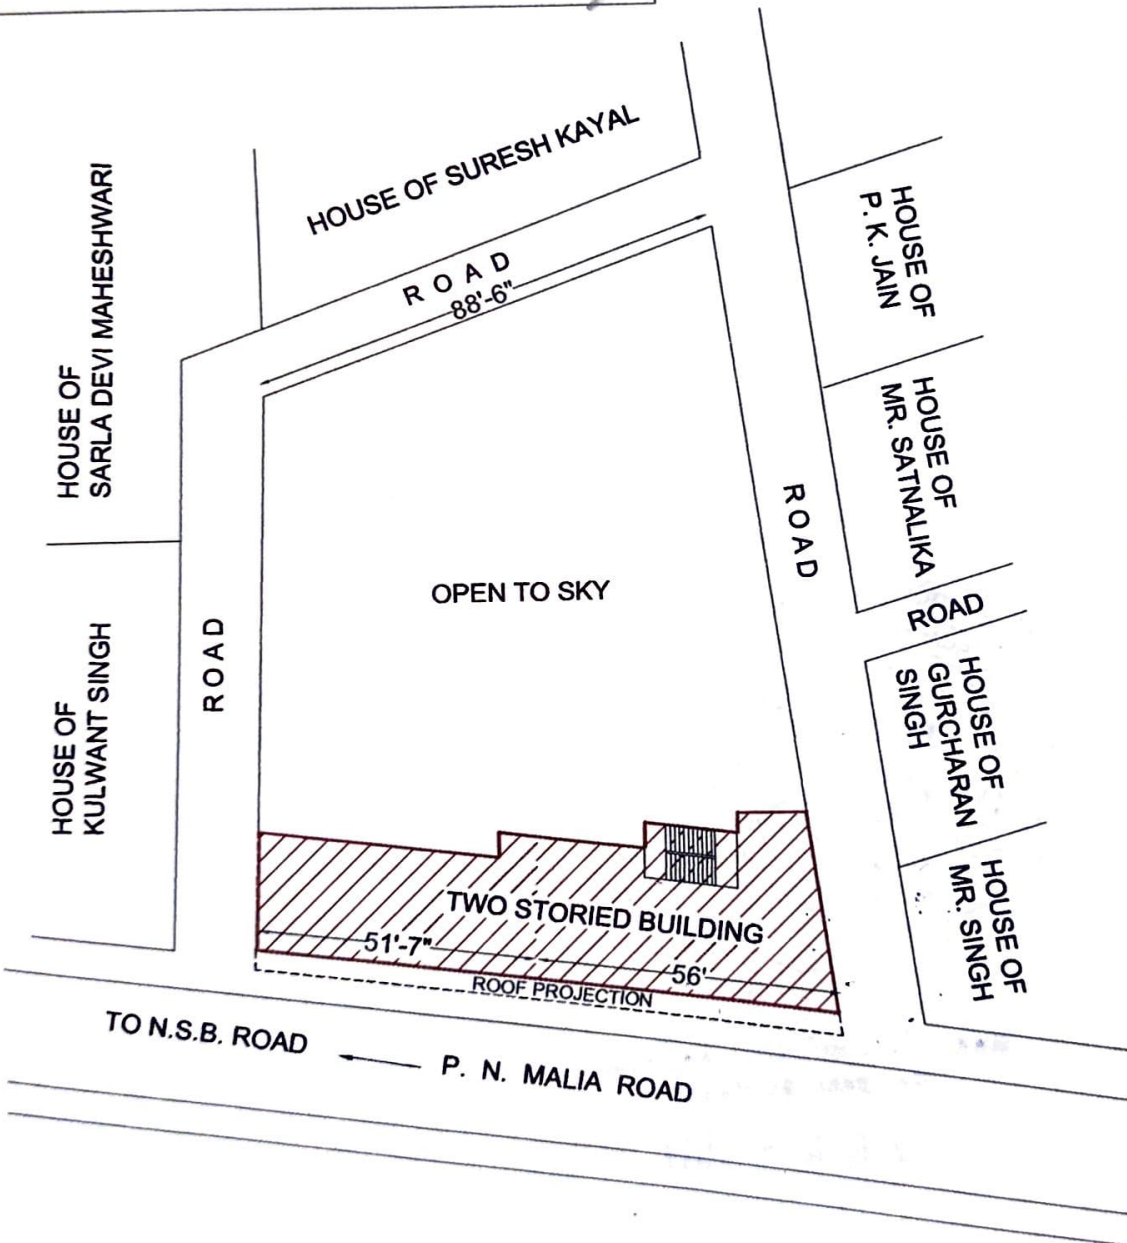 HOUSE OF SURESH KAYAL
HOUSE OF
SARLA DEVI MAHESHWARI
ROAD
88'-6"
HOUSE OF
P. K. JAIN
HOUSE OF
MR. SATNALIKA
ROAD
OPEN TO SKY
ROAD
HOUSE OF
KULWANT SINGH
ROAD
HOUSE OF
GURCHARAN
SINGH
TWO STORIED BUILDING
51'-7"
56'
ROOF PROJECTION
HOUSE OF
MR. SINGH
TO N.S.B. ROAD
P. N. MALIA ROAD